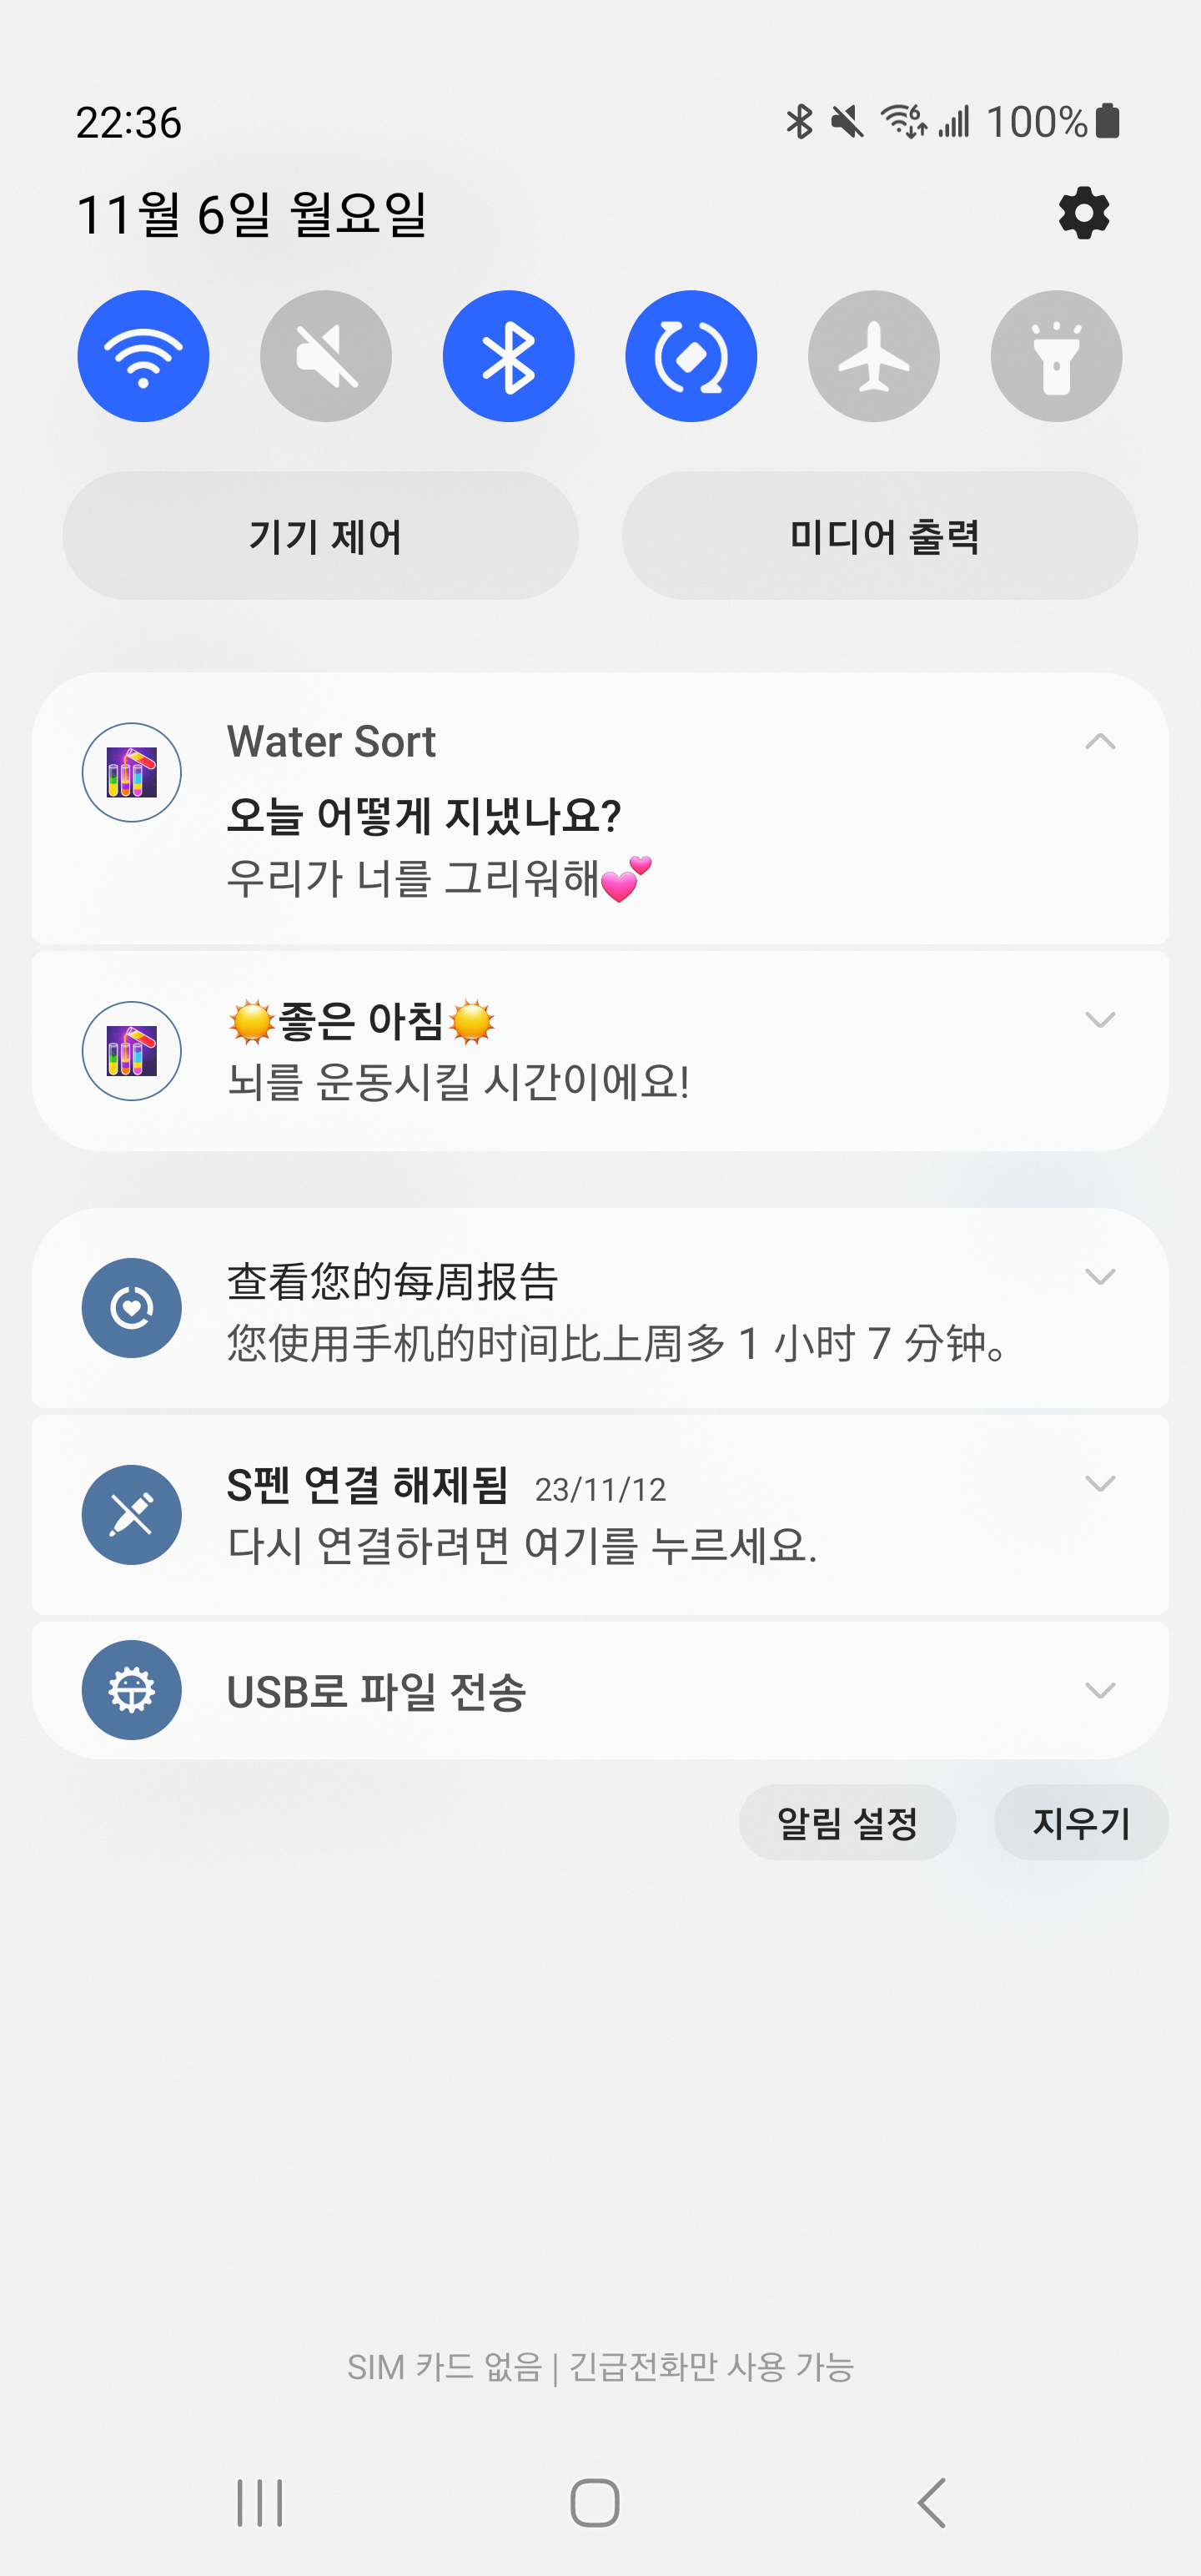 22:36
100%
11월 6일 월요일
기기 제어
미디어 출력
Water Sort
오늘 어떻게 지냈나요?
우리가 너를 그리워해💕
☀️좋은 아침☀️
뇌를 운동시킬 시간이에요!
查看您的每周报告
您使用手机的时间比上周多 1 小时 7 分钟。
S펜 연결 해제됨 23/11/12
다시 연결하려면 여기를 누르세요.
USB로 파일 전송
알림 설정
지우기
SIM 카드 없음 | 긴급전화만 사용 가능